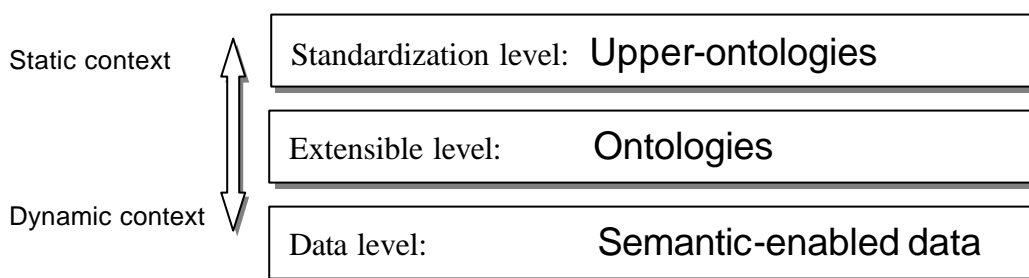 Static context
Standardization level: Upper-ontologies
Extensible level: Ontologies
Dynamic context
Data level: Semantic-enabled data